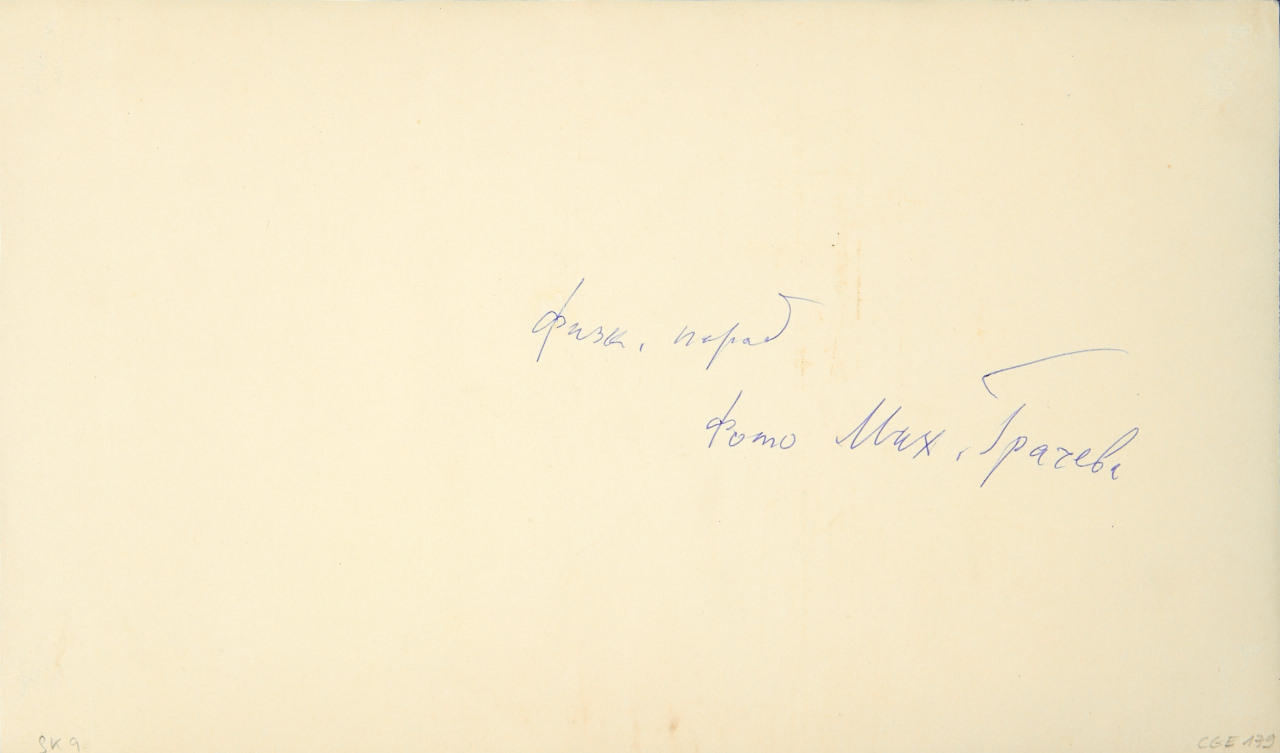 Физк. парад
Фото Мих. Грачева
SK 9
CGE 179